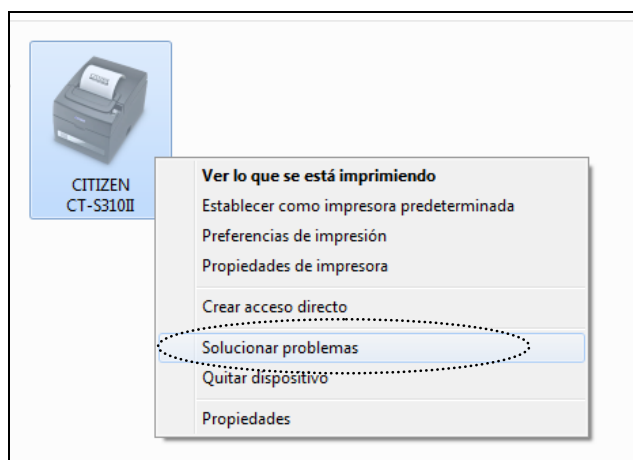 CITIZEN
CITIZEN
CT-S310II
Ver lo que se está imprimiendo
Establecer como impresora predeterminada
Preferencias de impresión
Propiedades de impresora
Crear acceso directo
Solucionar problemas
Quitar dispositivo
Propiedades